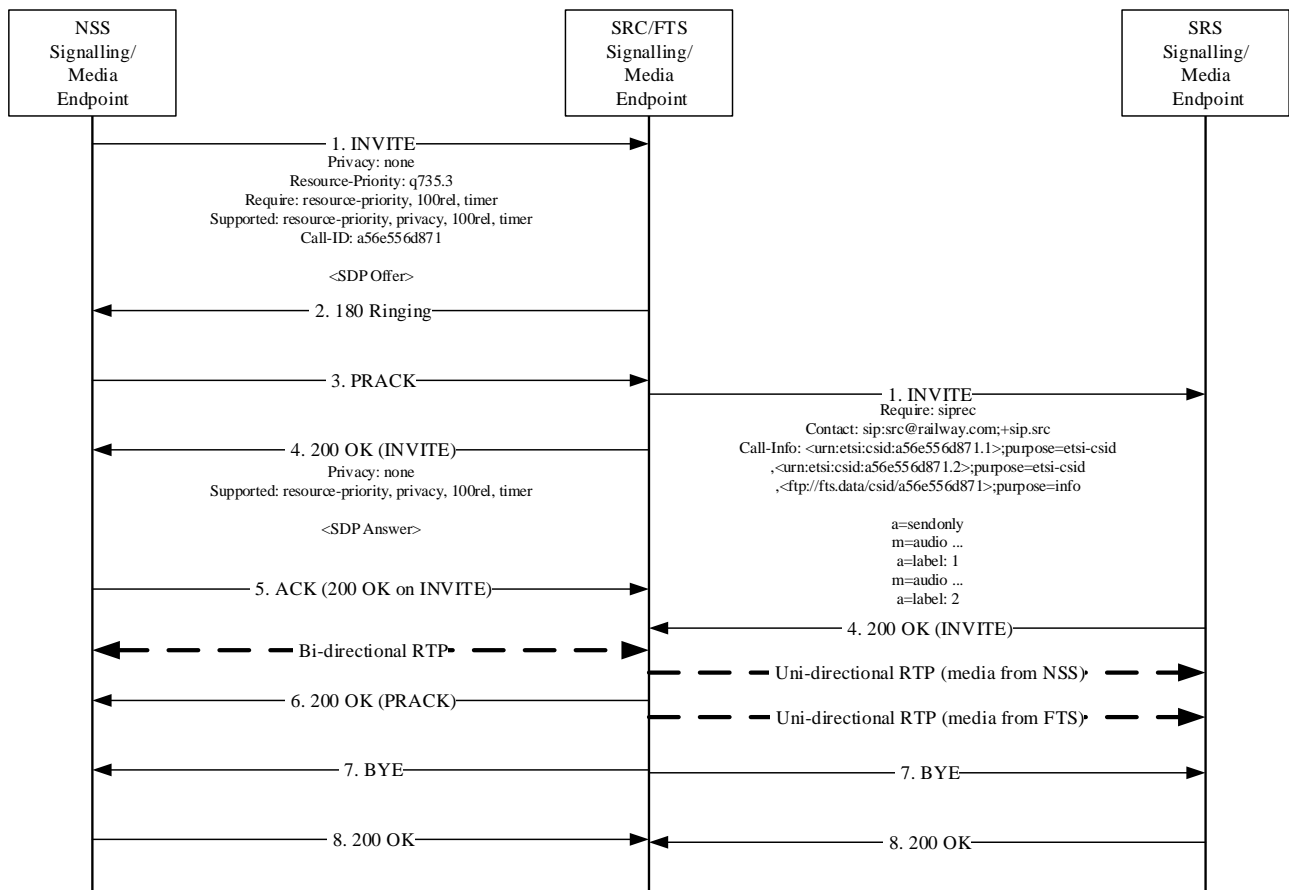 NSS
Signalling/
Media
Endpoint
SRC/FTS
Signalling/
Media
Endpoint
SRS
Signalling/
Media
Endpoint
1. INVITE
Privacy: none
Resource-Priority: q735.3
Require: resource-priority, 100rel, timer
Supported: resource-priority, privacy, 100rel, timer
Call-ID: a56e556d871
<SDP Offer>
2. 180 Ringing
3. PRACK
1. INVITE
Require: siprec
Contact: sip:src@railway.com;+sip.src
Call-Info: <urn:etsi:csid:a56e556d871.1>;purpose=etsi-csid
,<urn:etsi:csid:a56e556d871.2>;purpose=etsi-csid
,<ftp://fts.data/csid/a56e556d871>;purpose=info
a=sendonly
m=audio ...
a=label: 1
m=audio ...
a=label: 2
4. 200 OK (INVITE)
Privacy: none
Supported: resource-priority, privacy, 100rel, timer
<SDP Answer>
5. ACK (200 OK on INVITE)
4. 200 OK (INVITE)
Bi-directional RTP
Uni-directional RTP (media from NSS)
6. 200 OK (PRACK)
Uni-directional RTP (media from FTS)
7. BYE
7. BYE
8. 200 OK
8. 200 OK